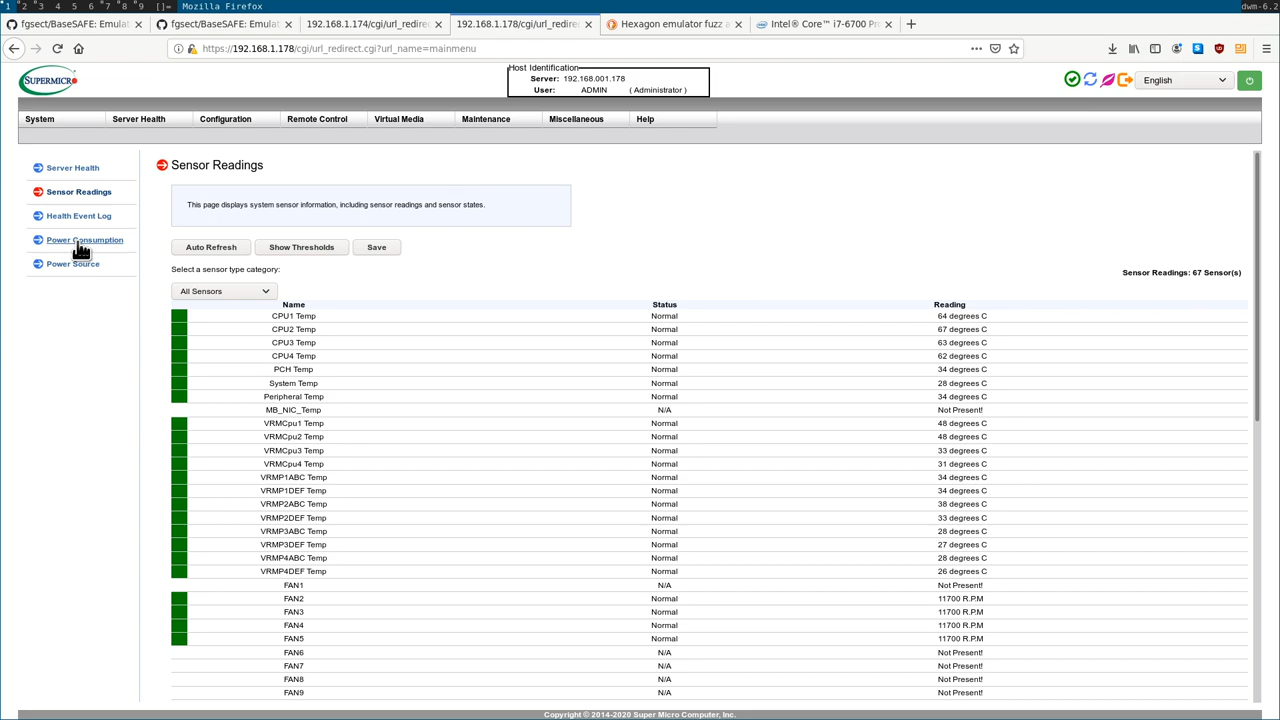 1 2 3 4 5 6 7 8 9 []= Mozilla Firefox dwm-6.2
fgsect/BaseSAFE: Emulat
fgsect/BaseSAFE: Emulat
192.168.1.174/cgi/url_redirec
192.168.1.178/cgi/url_redirec
Hexagon emulator fuzz a
Intel® Core™ i7-6700 Pr
https://192.168.1.178/cgi/url_redirect.cgi?url_name=mainmenu
SUPERMICR
Host Identification
Server: 192.168.001.178
User: ADMIN ( Administrator )
English
System Server Health Configuration Remote Control Virtual Media Maintenance Miscellaneous Help
Server Health
Sensor Readings
Health Event Log
Power Consumption
Power Source
Sensor Readings
This page displays system sensor information, including sensor readings and sensor states.
Auto Refresh Show Thresholds Save
Select a sensor type category:
Sensor Readings: 67 Sensor(s)
All Sensors
Name Status Reading
CPU1 Temp Normal 64 degrees C
CPU2 Temp Normal 67 degrees C
CPU3 Temp Normal 63 degrees C
CPU4 Temp Normal 62 degrees C
PCH Temp Normal 34 degrees C
System Temp Normal 28 degrees C
Peripheral Temp Normal 34 degrees C
MB_NIC_Temp N/A Not Present!
VRMCpu1 Temp Normal 48 degrees C
VRMCpu2 Temp Normal 48 degrees C
VRMCpu3 Temp Normal 33 degrees C
VRMCpu4 Temp Normal 31 degrees C
VRMP1ABC Temp Normal 34 degrees C
VRMP1DEF Temp Normal 34 degrees C
VRMP2ABC Temp Normal 38 degrees C
VRMP2DEF Temp Normal 33 degrees C
VRMP3ABC Temp Normal 28 degrees C
VRMP3DEF Temp Normal 27 degrees C
VRMP4ABC Temp Normal 28 degrees C
VRMP4DEF Temp Normal 26 degrees C
FAN1 N/A Not Present!
FAN2 Normal 11700 R.P.M
FAN3 Normal 11700 R.P.M
FAN4 Normal 11700 R.P.M
FAN5 Normal 11700 R.P.M
FAN6 N/A Not Present!
FAN7 N/A Not Present!
FAN8 N/A Not Present!
FAN9 N/A Not Present!
Copyright © 2014-2020 Super Micro Computer, Inc.